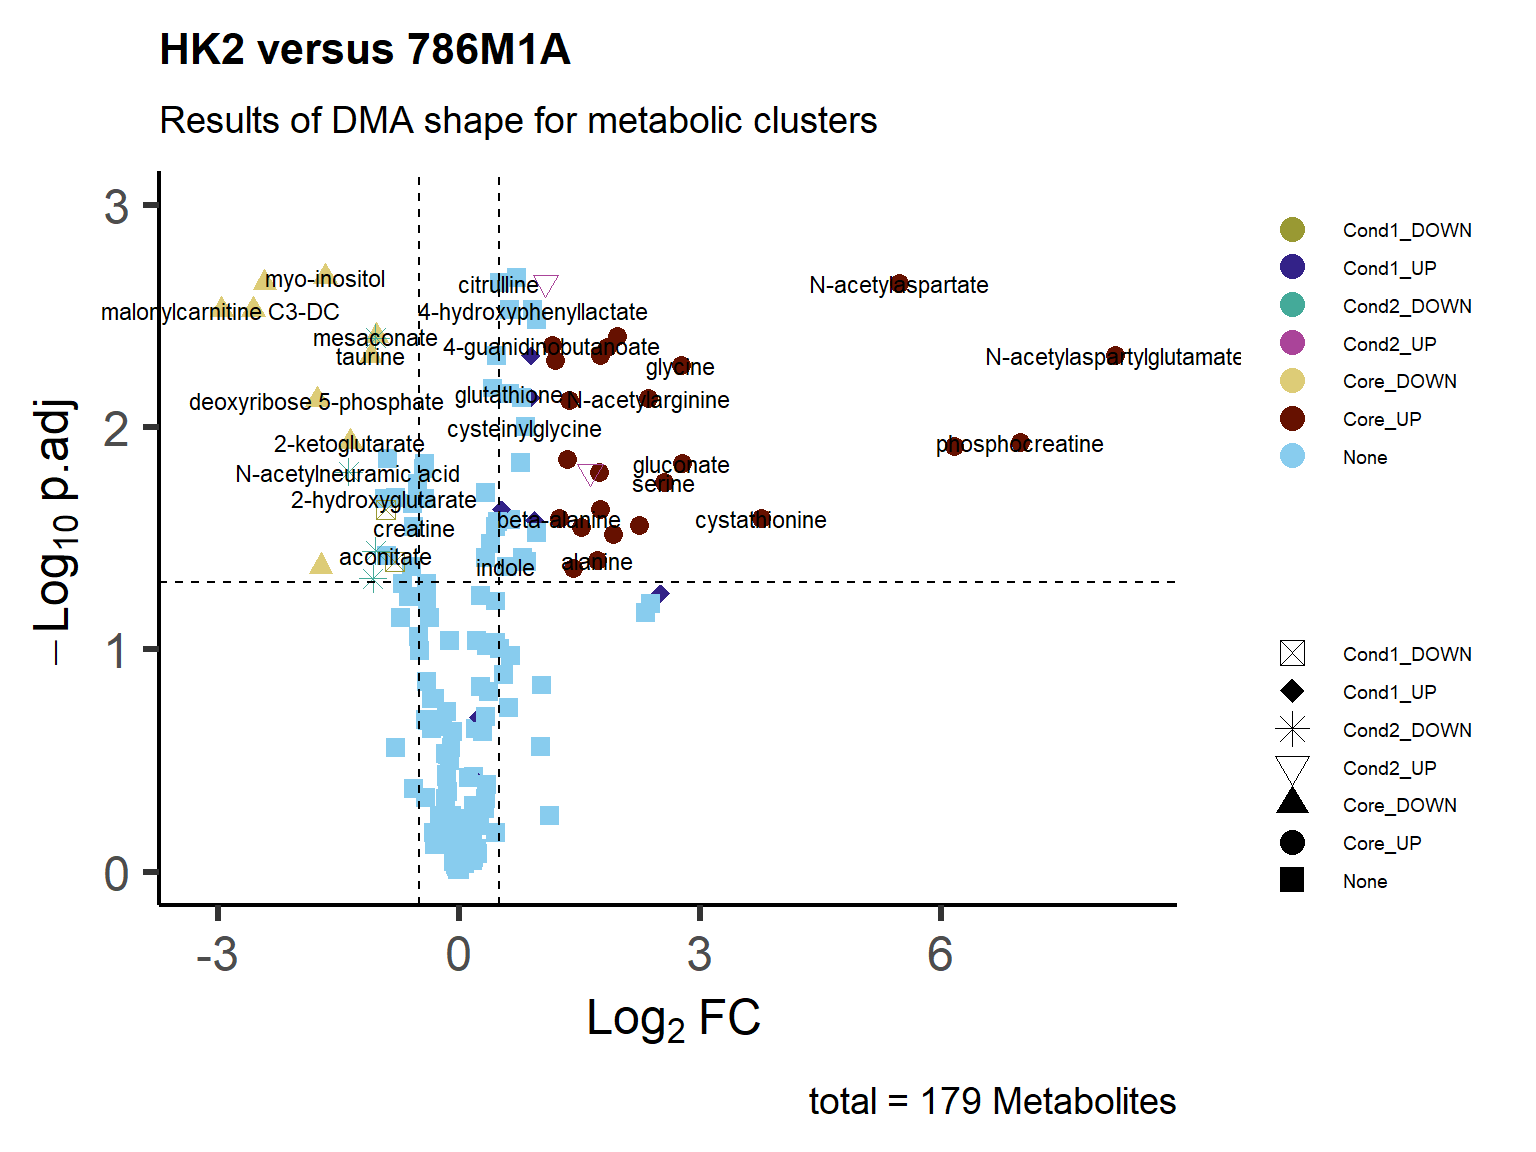 HK2 versus 786M1A
Results of DMA shape for metabolic clusters
3
2
1
0
−Log10 p.adj
myo-inositol
citrulline
N-acetylaspartate
malonylcarnitine C3-DC
4-hydroxyphenyllactate
mesaconate
taurine
4-guanidinobutanoate
glycine
N-acetylaspartylglutamate
deoxyribose 5-phosphate
glutathione
N-acetylarginine
2-ketoglutarate
cysteinylglycine
phosphocreatine
N-acetylneuramic acid
gluconate
serine
2-hydroxyglutarate
creatine
beta-alanine
cystathionine
aconitate
indole
alanine
-3
0
3
6
Log2 FC
total = 179 Metabolites
Cond1_DOWN
Cond1_UP
Cond2_DOWN
Cond2_UP
Core_DOWN
Core_UP
None
Cond1_DOWN
Cond1_UP
Cond2_DOWN
Cond2_UP
Core_DOWN
Core_UP
None